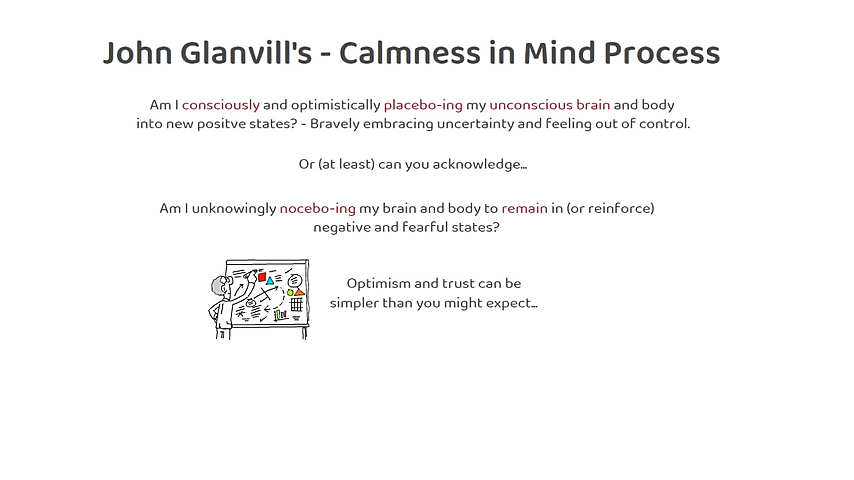 John Glanvill's - Calmness in Mind Process
Am I consciously and optimistically placebo-ing my unconscious brain and body
into new positve states? - Bravely embracing uncertainty and feeling out of control.
Or (at least) can you acknowledge...
Am I unknowingly nocebo-ing my brain and body to remain in (or reinforce)
negative and fearful states?
Optimism and trust can be
simpler than you might expect...